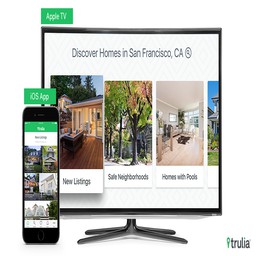 Apple TV
Discover Homes in San Francisco, CA
iOS App
trulia
New Listings
Safe Neighborhoods
Homes with Pools
trulia